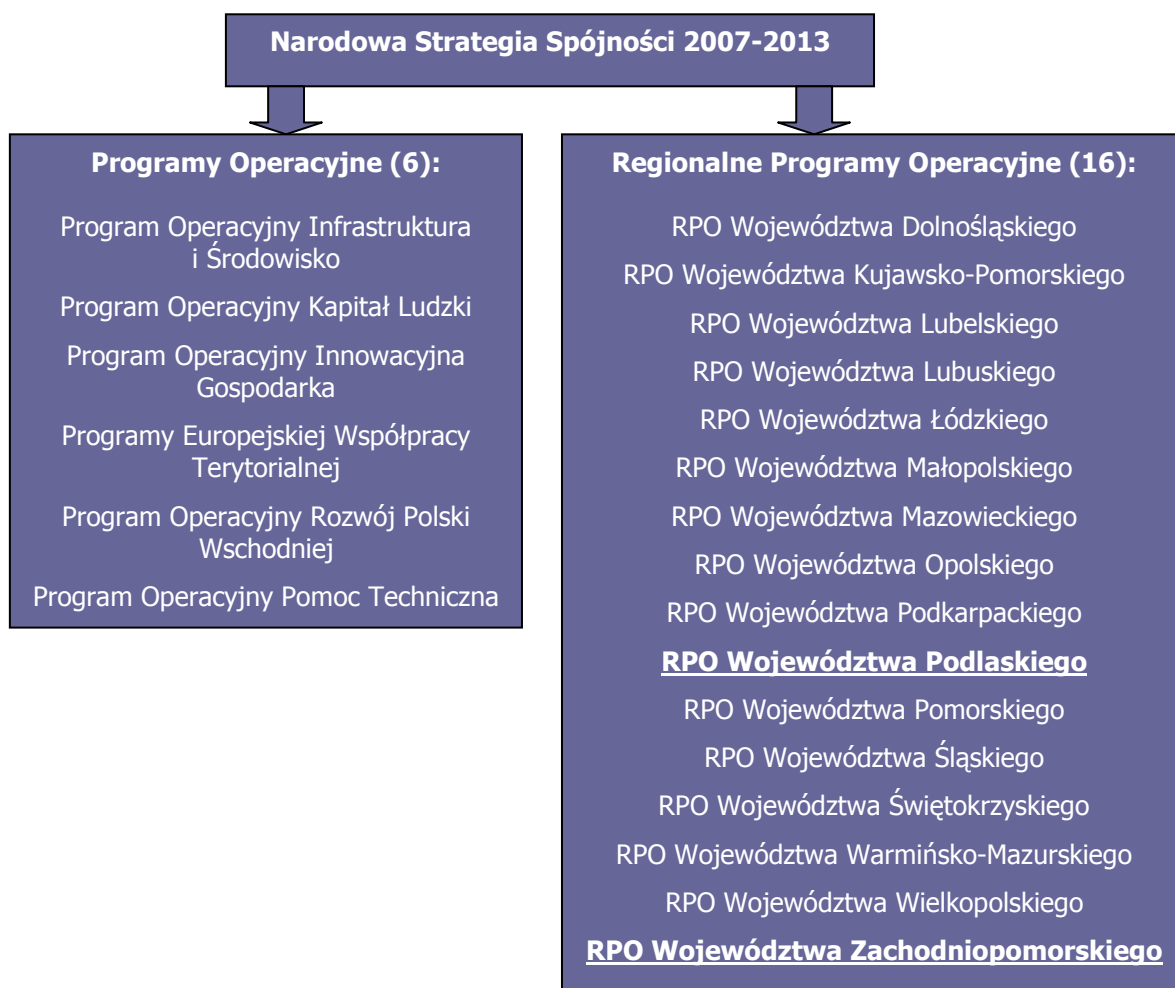 Narodowa Strategia Spójności 2007-2013
Programy Operacyjne (6):
Program Operacyjny Infrastruktura
i Środowisko
Program Operacyjny Kapitał Ludzki
Program Operacyjny Innowacyjna
Gospodarka
Programy Europejskiej Współpracy
Terytorialnej
Program Operacyjny Rozwój Polski
Wschodniej
Program Operacyjny Pomoc Techniczna
Regionalne Programy Operacyjne (16):
RPO Województwa Dolnośląskiego
RPO Województwa Kujawsko-Pomorskiego
RPO Województwa Lubelskiego
RPO Województwa Lubuskiego
RPO Województwa Łódzkiego
RPO Województwa Małopolskiego
RPO Województwa Mazowieckiego
RPO Województwa Opolskiego
RPO Województwa Podkarpackiego
RPO Województwa Podlaskiego
RPO Województwa Pomorskiego
RPO Województwa Śląskiego
RPO Województwa Świętokrzyskiego
RPO Województwa Warmińsko-Mazurskiego
RPO Województwa Wielkopolskiego
RPO Województwa Zachodniopomorskiego